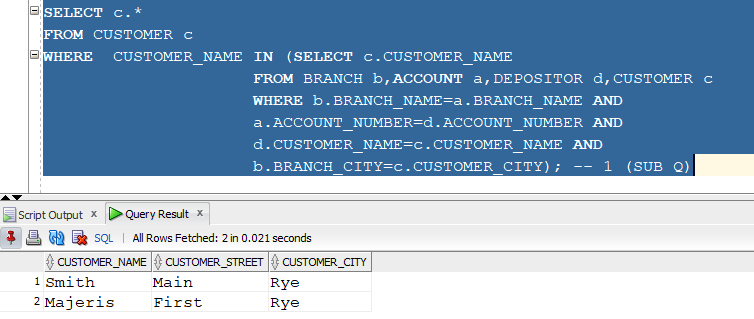 SELECT c.*
FROM CUSTOMER c
WHERE CUSTOMER_NAME IN (SELECT c.CUSTOMER_NAME
FROM BRANCH b,ACCOUNT a,DEPOSITOR d,CUSTOMER c
WHERE b.BRANCH_NAME=a.BRANCH_NAME AND
a.ACCOUNT_NUMBER=d.ACCOUNT_NUMBER AND
d.CUSTOMER_NAME=c.CUSTOMER_NAME AND
b.BRANCH_CITY=c.CUSTOMER_CITY); -- 1 (SUB Q)
Script Output x Query Result x
SQL | All Rows Fetched: 2 in 0.021 seconds
CUSTOMER_NAME CUSTOMER_STREET CUSTOMER_CITY
1 Smith Main Rye
2 Majeris First Rye